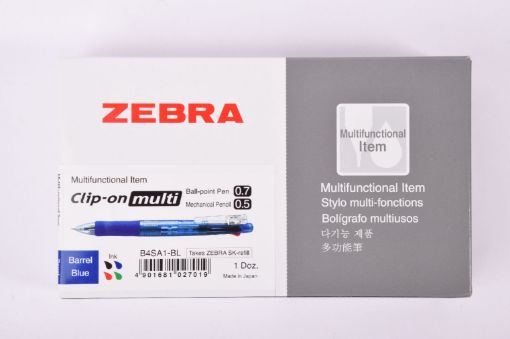 ZEBRA
Multifunctional Item
Clip-on multi
Ball-point Pen 0.7
Mechanical Pencil 0.5
Barrel
Blue
Ink
B4SA1-BL
Takes ZEBRA SK-refill
4 901681 027019
1 Doz.
Made in Japan
Multifunctional
Item
Multifunctional Item
Stylo multi-fonctions
Bolígrafo multiusos
다기능 제품
多功能筆